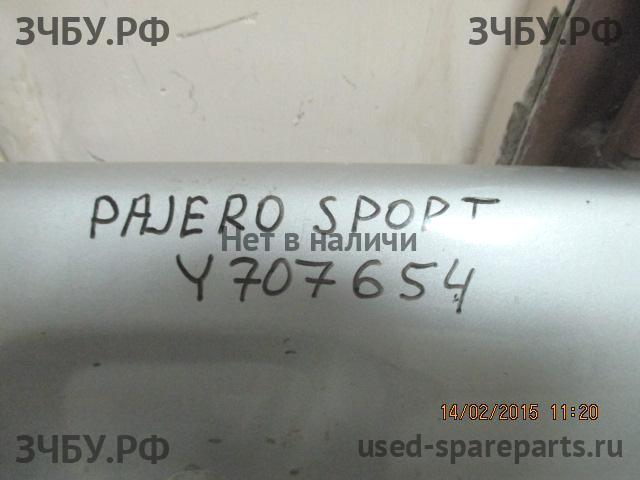 ЗЧБУ.РФ ЗЧБУ.РФ
PAJERO SPOPT
Нет в наличи
Y707654
14/02/2015 11:20
ЗЧБУ.РФ used-spareparts.ru